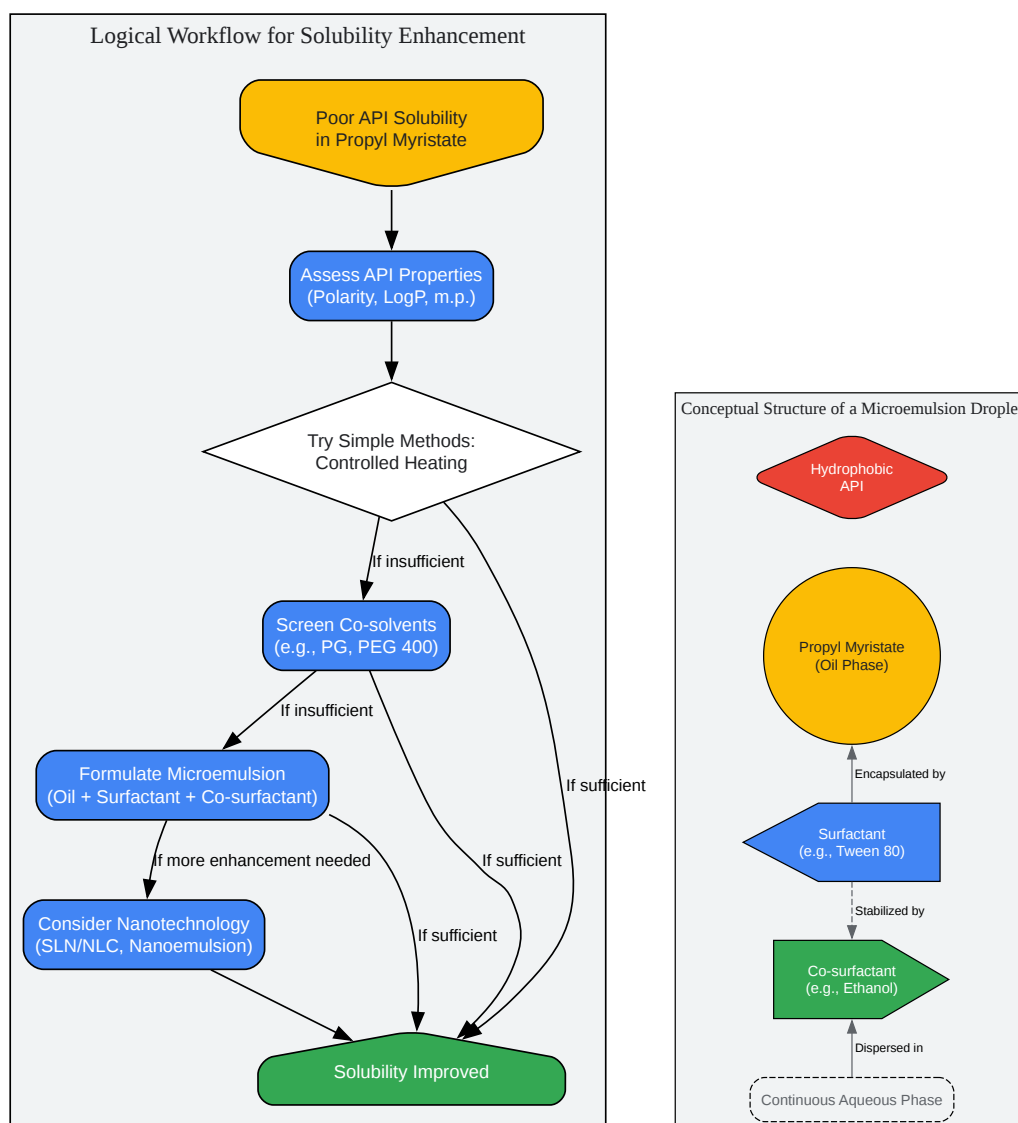 Logical Workflow for Solubility Enhancement
Poor API Solubility
in Propyl Myristate
Assess API Properties
(Polarity, LogP, m.p.)
Try Simple Methods:
Controlled Heating
If insufficient
Screen Co-solvents
(e.g., PG, PEG 400)
If insufficient
Formulate Microemulsion
(Oil + Surfactant + Co-surfactant)
If sufficient
If more enhancement needed
If sufficient
Consider Nanotechnology
(SLN/NLC, Nanoemulsion)
If sufficient
Solubility Improved
Conceptual Structure of a Microemulsion Drople
Hydrophobic
API
Propyl Myristate
(Oil Phase)
Encapsulated by
Surfactant
(e.g., Tween 80)
Stabilized by
Co-surfactant
(e.g., Ethanol)
Dispersed in
Continuous Aqueous Phase